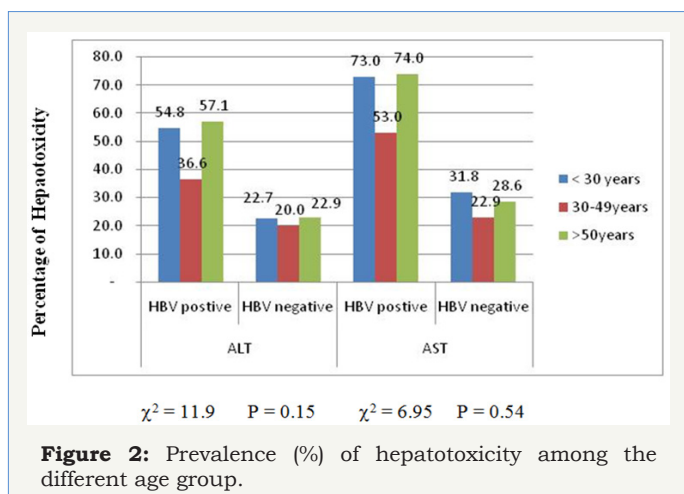 Percentage of Hepaotoxicity
80.0
70.0
60.0
50.0
40.0
30.0
20.0
10.0
-
54.8
36.6
57.1
22.7
20.0
22.9
73.0
53.0
74.0
31.8
22.9
28.6
HBV postive
HBV negative
HBV postive
HBV negative
ALT
AST
< 30 years
30-49years
>50years
χ² = 11.9 P = 0.15 χ² = 6.95 P = 0.54
Figure 2: Prevalence (%) of hepatotoxicity among the
different age group.